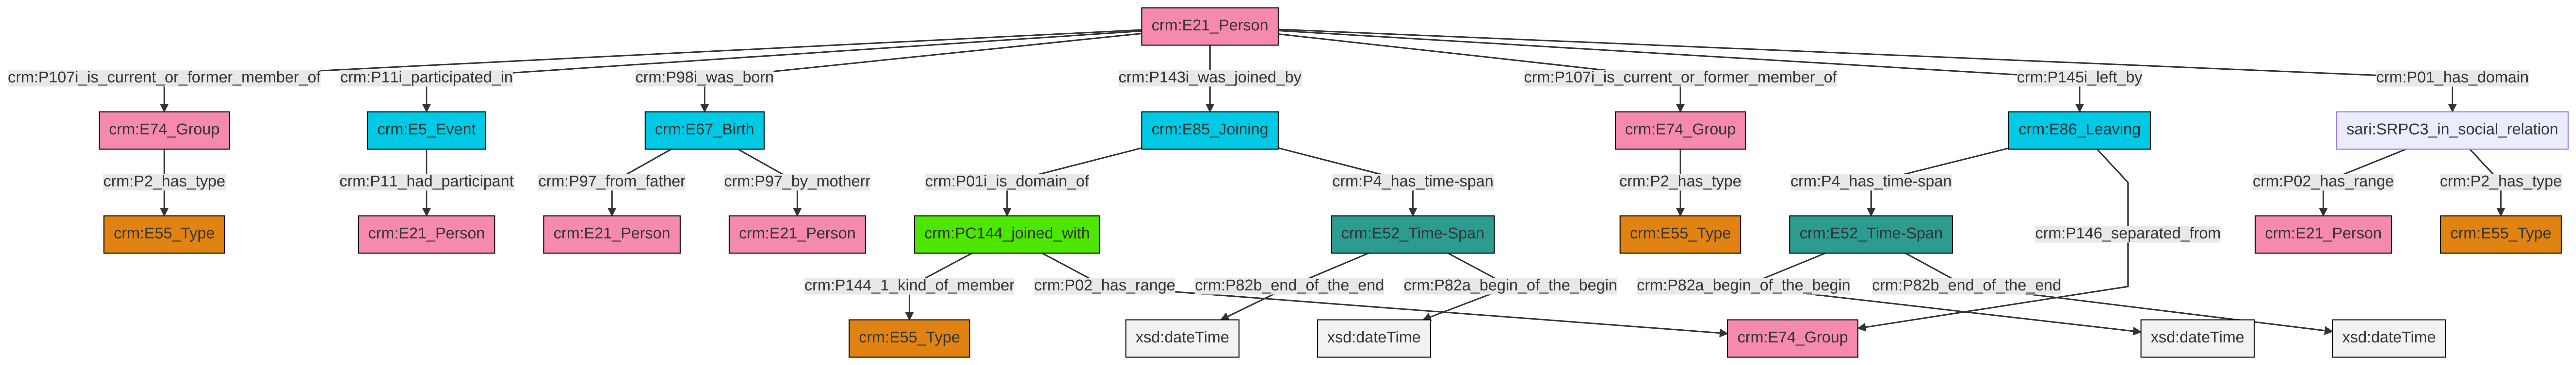 crm:E21_Person
crm:P107i_is_current_or_former_member_of
crm:P11i_participated_in
crm:P98i_was_born
crm:P143i_was_joined_by
crm:P107i_is_current_or_former_member_of
crm:P145i_left_by
crm:P01_has_domain
crm:E74_Group
crm:E5_Event
crm:E67_Birth
crm:E85_Joining
crm:E74_Group
crm:E86_Leaving
sari:SRPC3_in_social_relation
crm:P2_has_type
crm:P11_had_participant
crm:P97_from_father
crm:P97_by_motherr
crm:P01i_is_domain_of
crm:P4_has_time-span
crm:P2_has_type
crm:P4_has_time-span
crm:P02_has_range
crm:P2_has_type
crm:E55_Type
crm:E21_Person
crm:E21_Person
crm:E21_Person
crm:PC144_joined_with
crm:E52_Time-Span
crm:E55_Type
crm:E52_Time-Span
crm:P146_separated_from
crm:E21_Person
crm:E55_Type
crm:P144_1_kind_of_member
crm:P02_has_range
crm:P82b_end_of_the_end
crm:P82a_begin_of_the_begin
crm:P82a_begin_of_the_begin
crm:P82b_end_of_the_end
crm:E55_Type
xsd:dateTime
xsd:dateTime
crm:E74_Group
xsd:dateTime
xsd:dateTime